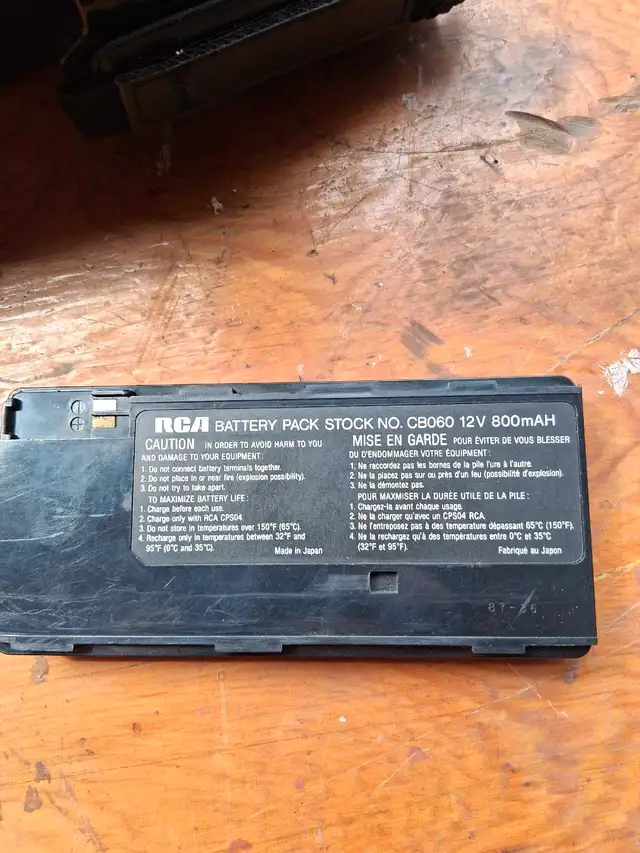 RCA BATTERY PACK STOCK NO. CB060 12V 800mAH
CAUTION IN ORDER TO AVOID HARM TO YOU
AND DAMAGE TO YOUR EQUIPMENT:
1. Do not connect battery terminals together.
2. Do not place in or near fire (explosion possibility).
3. Do not try to take apart.
TO MAXIMIZE BATTERY LIFE:
1. Charge before each use.
2. Charge only with RCA CPS04.
3. Do not store in temperatures over 150°F (65°C).
4. Recharge only in temperatures between 32°F and
95°F (0°C and 35°C).
Made in Japan
MISE EN GARDE POUR ÉVITER DE VOUS BLESSER
OU D'ENDOMMAGER VOTRE ÉQUIPEMENT:
1. Ne raccordez pas les bornes de la pile l'une à l'autre.
2. Ne la placez pas sur ou près d'un feu (possibilité d'explosion).
3. Ne la démontez pas.
POUR MAXIMISER LA DURÉE UTILE DE LA PILE:
1. Chargez-la avant chaque usage.
2. Ne la charger qu'avec un CPS04 RCA.
3. Ne l'entreposez pas à des temperature dépassant 65°C (150°F).
4. Ne la rechargez qu'à des températures entre 0°C et 35°C
(32°F et 95°F).
Fabriqué au Japon